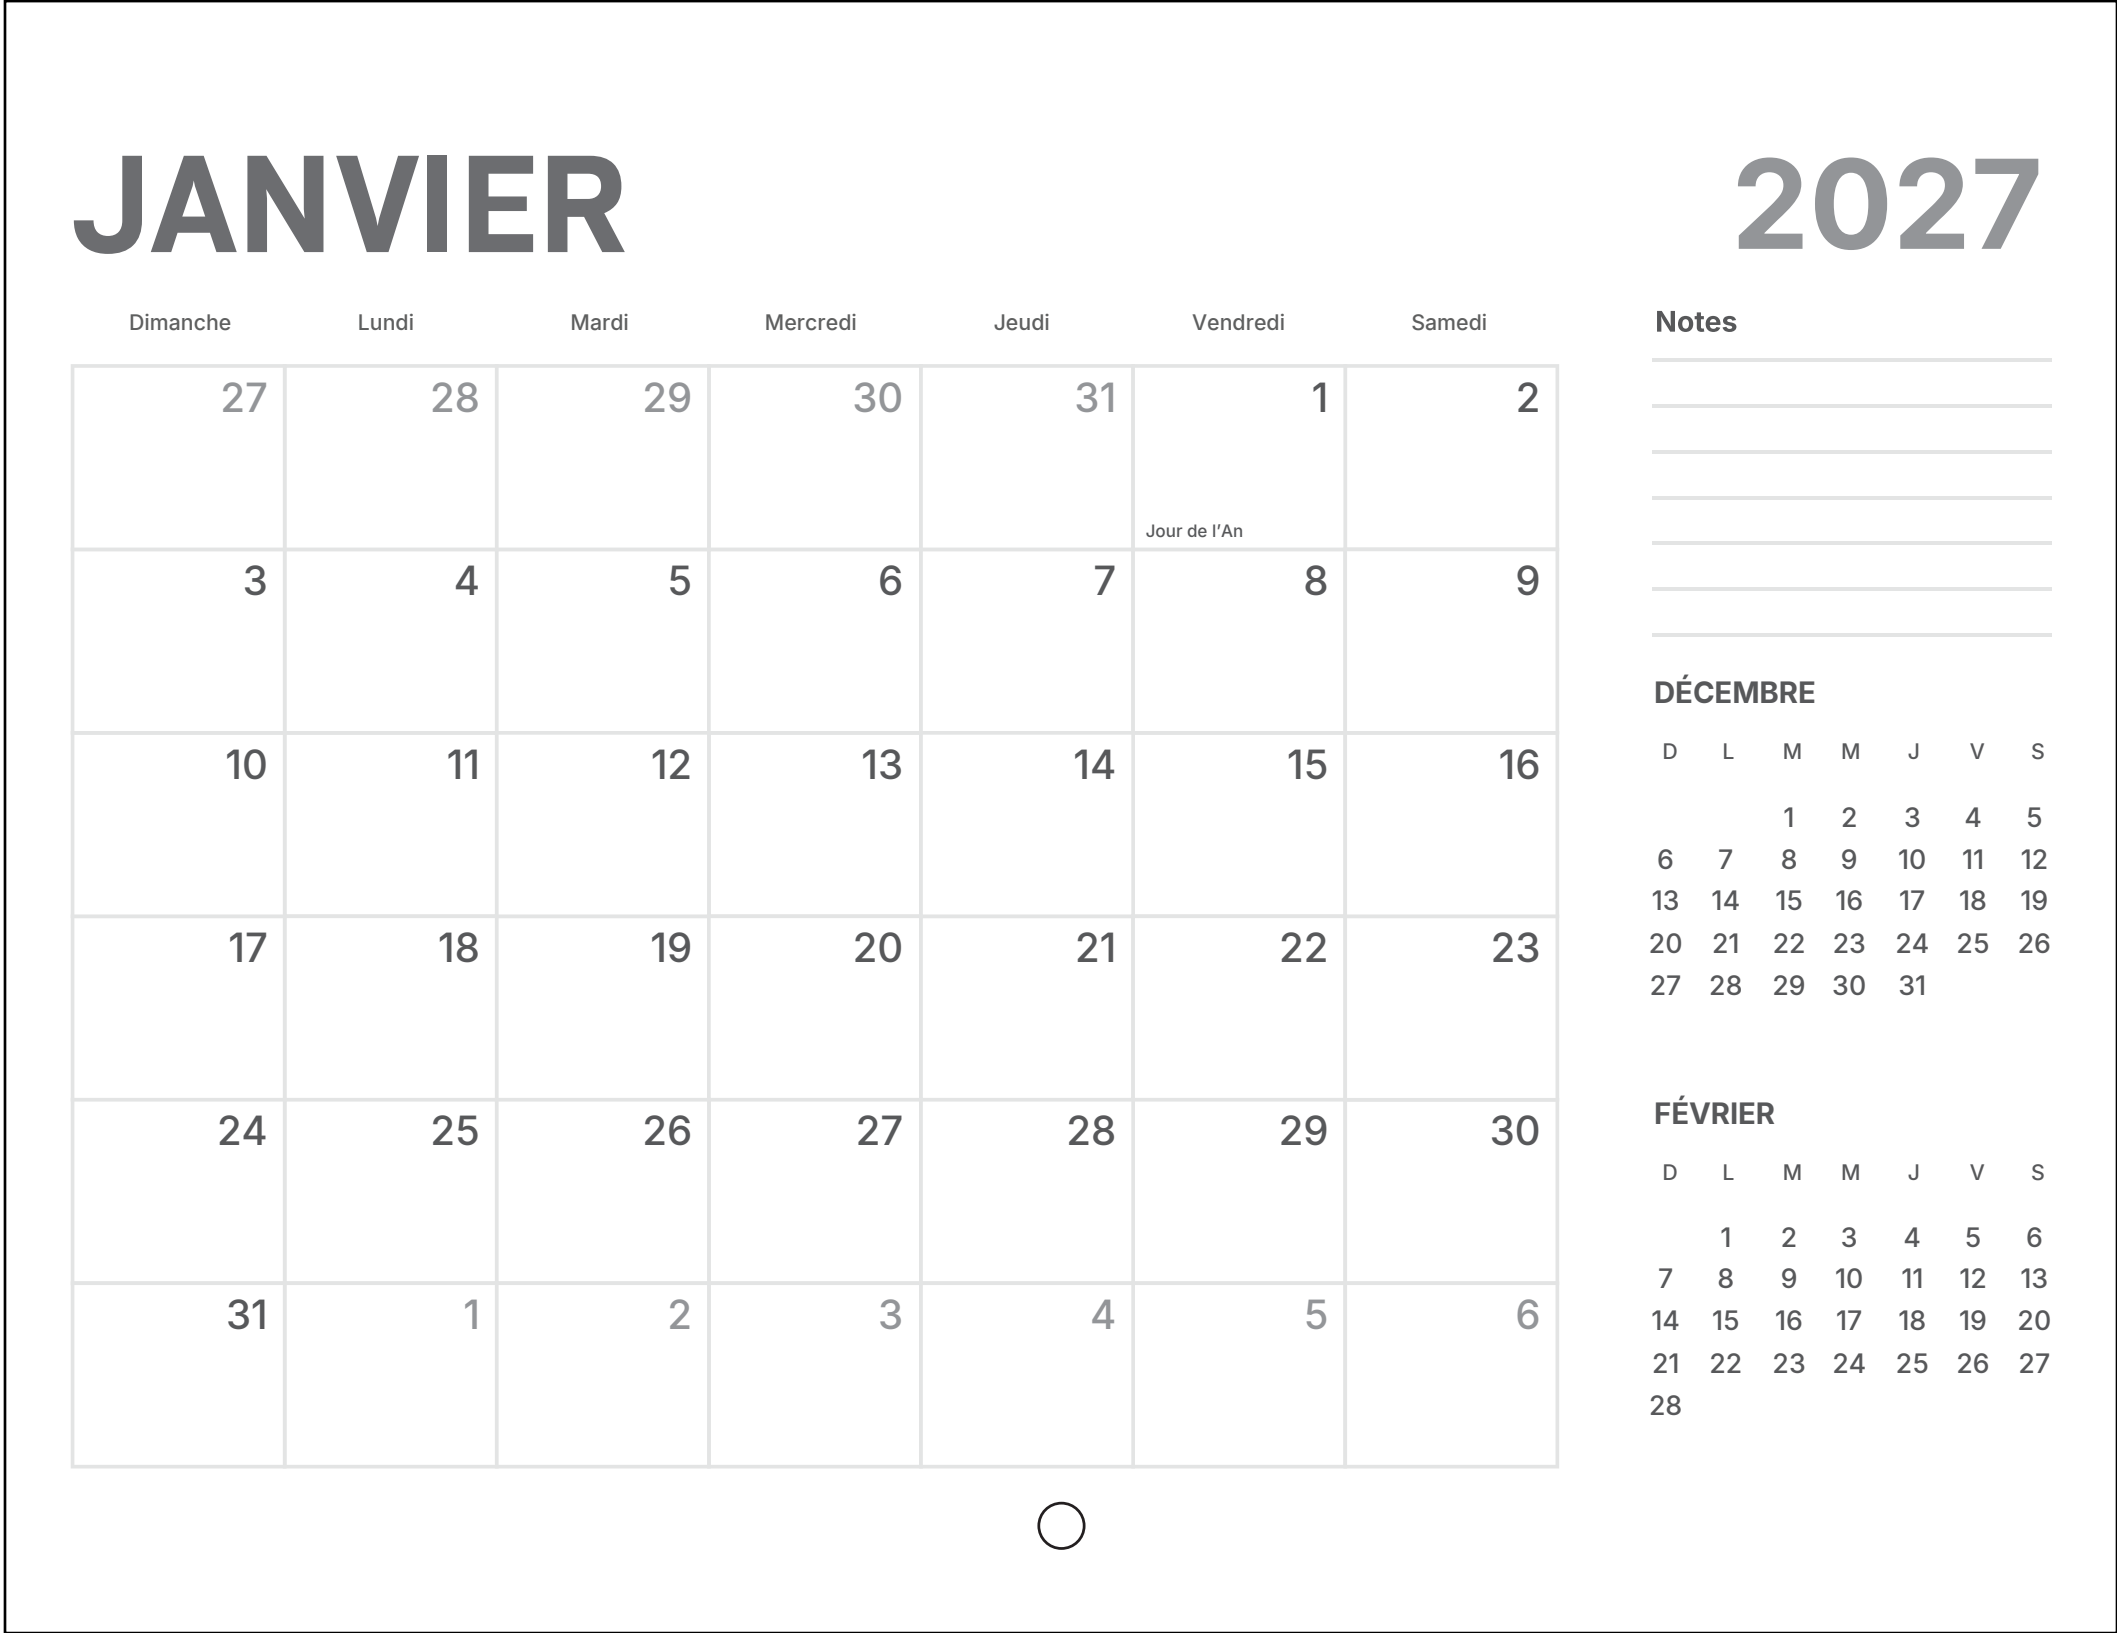 JANVIER 2027
Dimanche Lundi Mardi Mercredi Jeudi Vendredi Samedi
27 28 29 30 31 1 2
Jour de l’An
3 4 5 6 7 8 9
10 11 12 13 14 15 16
17 18 19 20 21 22 23
24 25 26 27 28 29 30
31 1 2 3 4 5 6
Notes
DÉCEMBRE
D L M M J V S
1 2 3 4 5
6 7 8 9 10 11 12
13 14 15 16 17 18 19
20 21 22 23 24 25 26
27 28 29 30 31
FÉVRIER
D L M M J V S
1 2 3 4 5 6
7 8 9 10 11 12 13
14 15 16 17 18 19 20
21 22 23 24 25 26 27
28